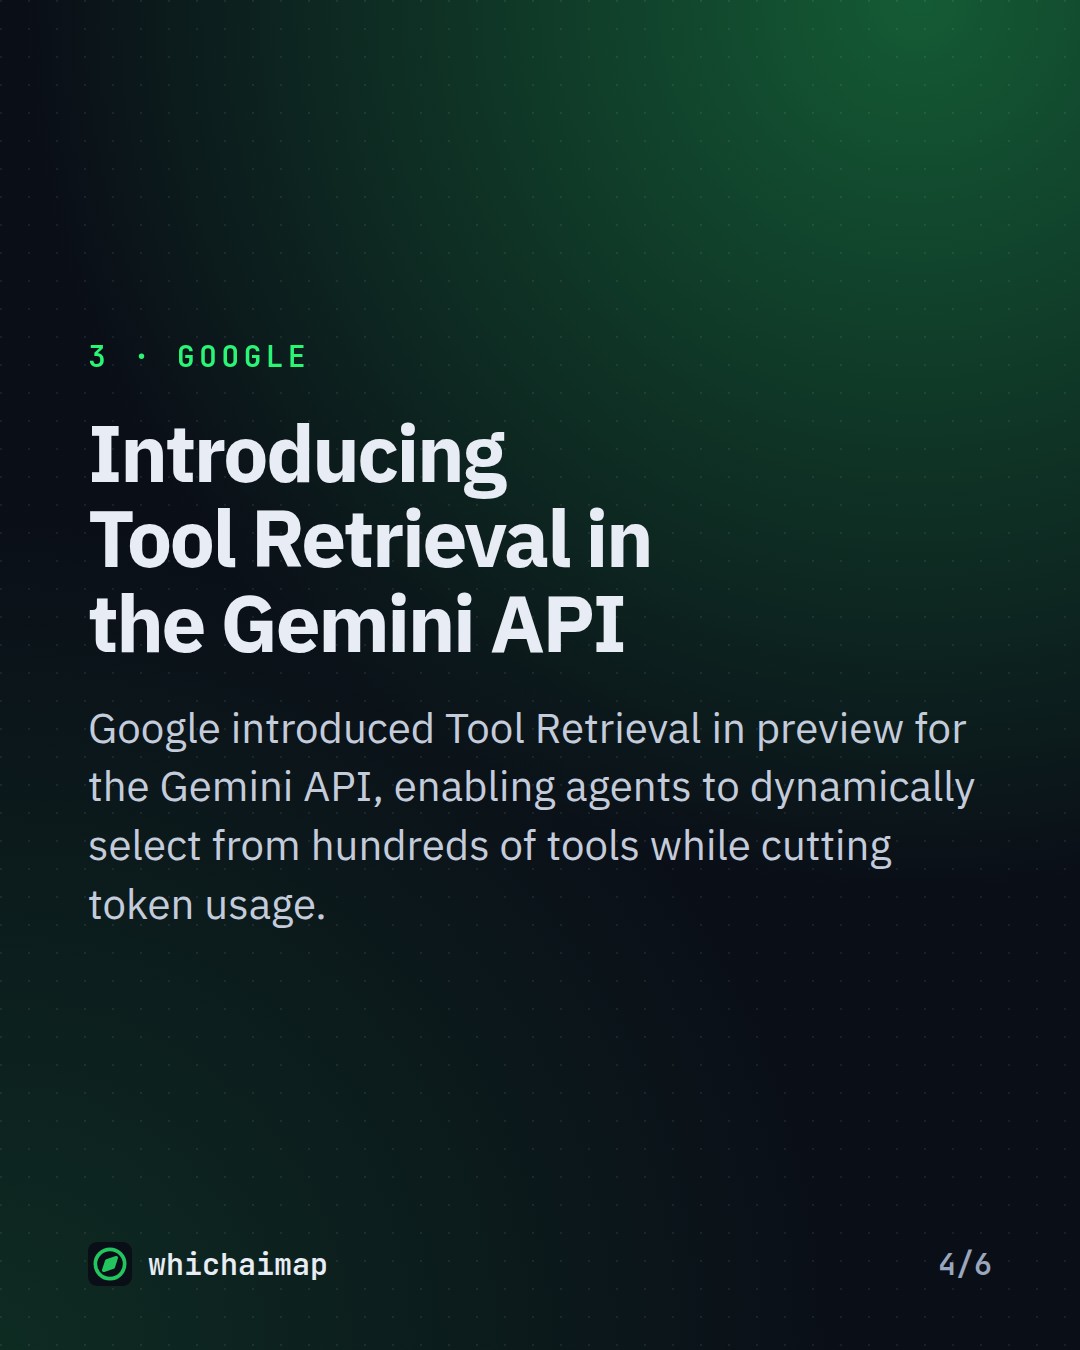 3 · GOOGLE
Introducing
Tool Retrieval in
the Gemini API
Google introduced Tool Retrieval in preview for
the Gemini API, enabling agents to dynamically
select from hundreds of tools while cutting
token usage.
whichaimap
4/6